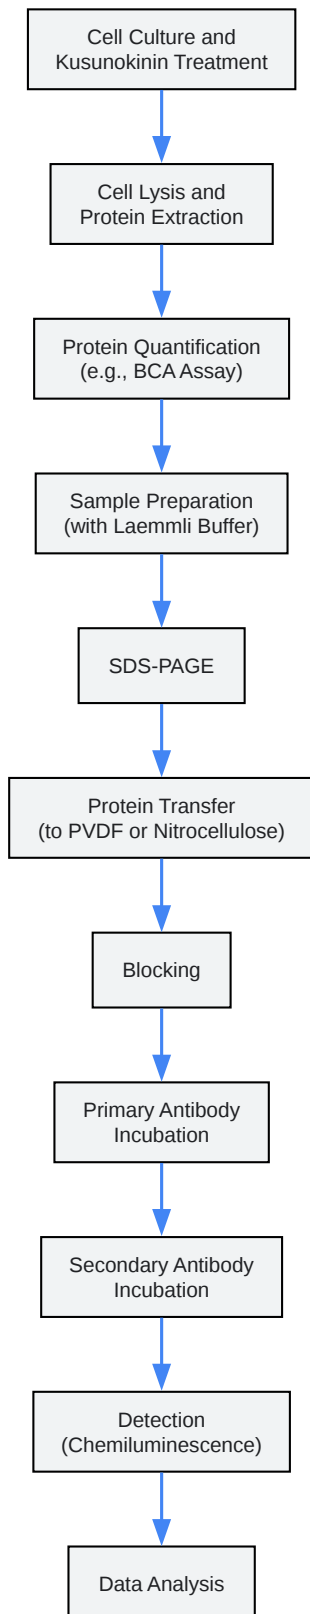 Cell Culture and
Kusunokinin Treatment
Cell Lysis and
Protein Extraction
Protein Quantification
(e.g., BCA Assay)
Sample Preparation
(with Laemmli Buffer)
SDS-PAGE
Protein Transfer
(to PVDF or Nitrocellulose)
Blocking
Primary Antibody
Incubation
Secondary Antibody
Incubation
Detection
(Chemiluminescence)
Data Analysis